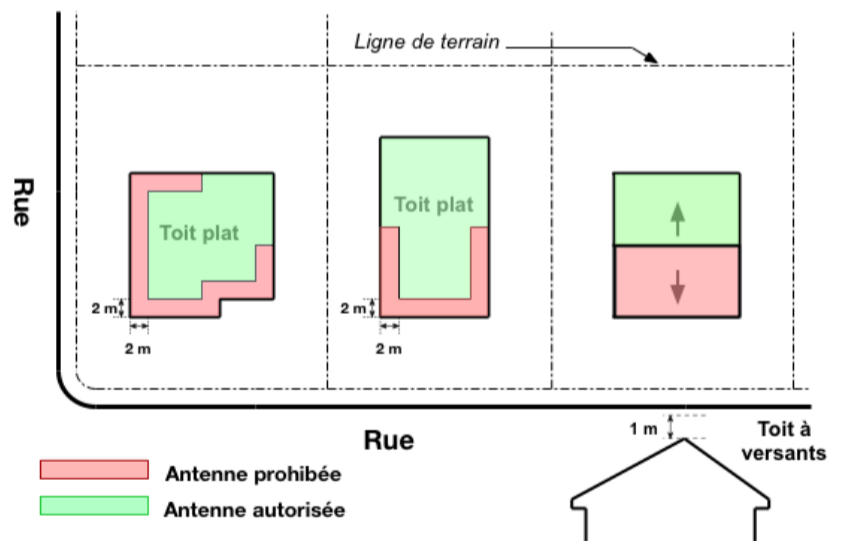 Ligne de terrain
Rue
Toit plat
Toit plat
2 m
2 m
2 m
2 m
Rue
1 m
Toit à
versants
Antenne prohibée
Antenne autorisée